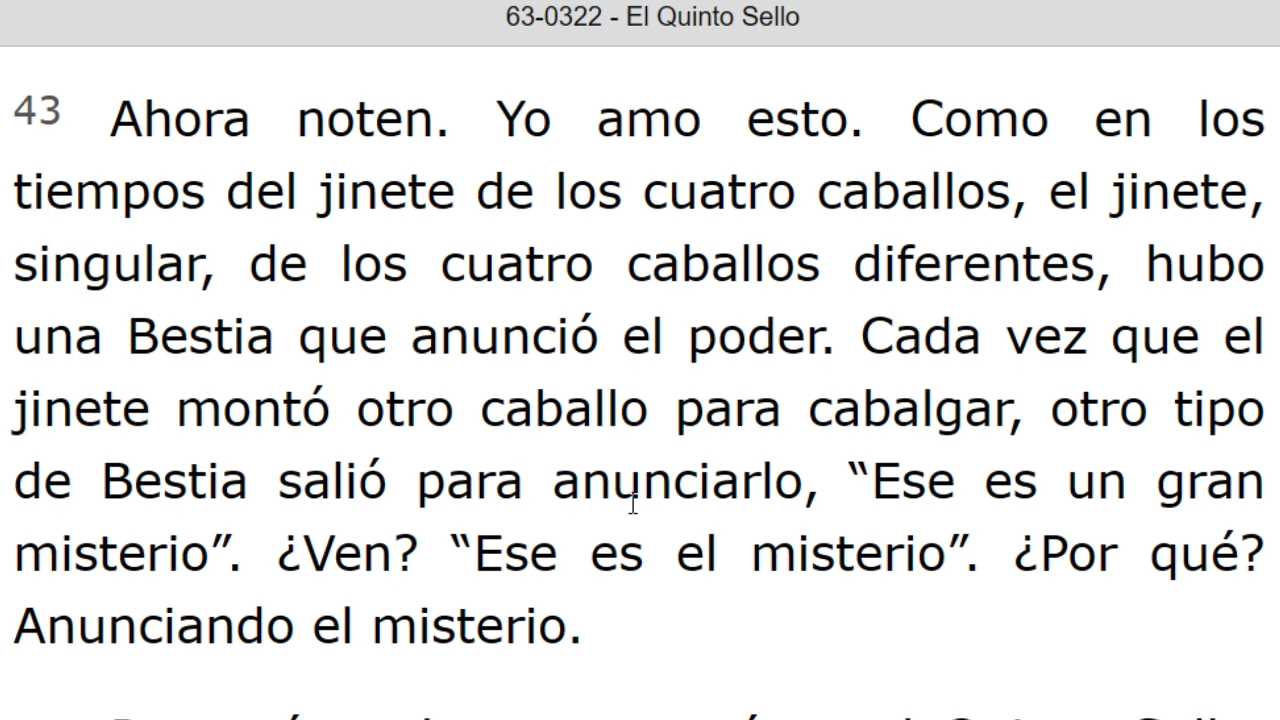 63-0322 - El Quinto Sello
43 Ahora noten. Yo amo esto. Como en los
tiempos del jinete de los cuatro caballos, el jinete,
singular, de los cuatro caballos diferentes, hubo
una Bestia que anunció el poder. Cada vez que el
jinete montó otro caballo para cabalgar, otro tipo
de Bestia salió para anunciarlo, “Ese es un gran
misterio”. ¿Ven? “Ese es el misterio”. ¿Por qué?
Anunciando el misterio.